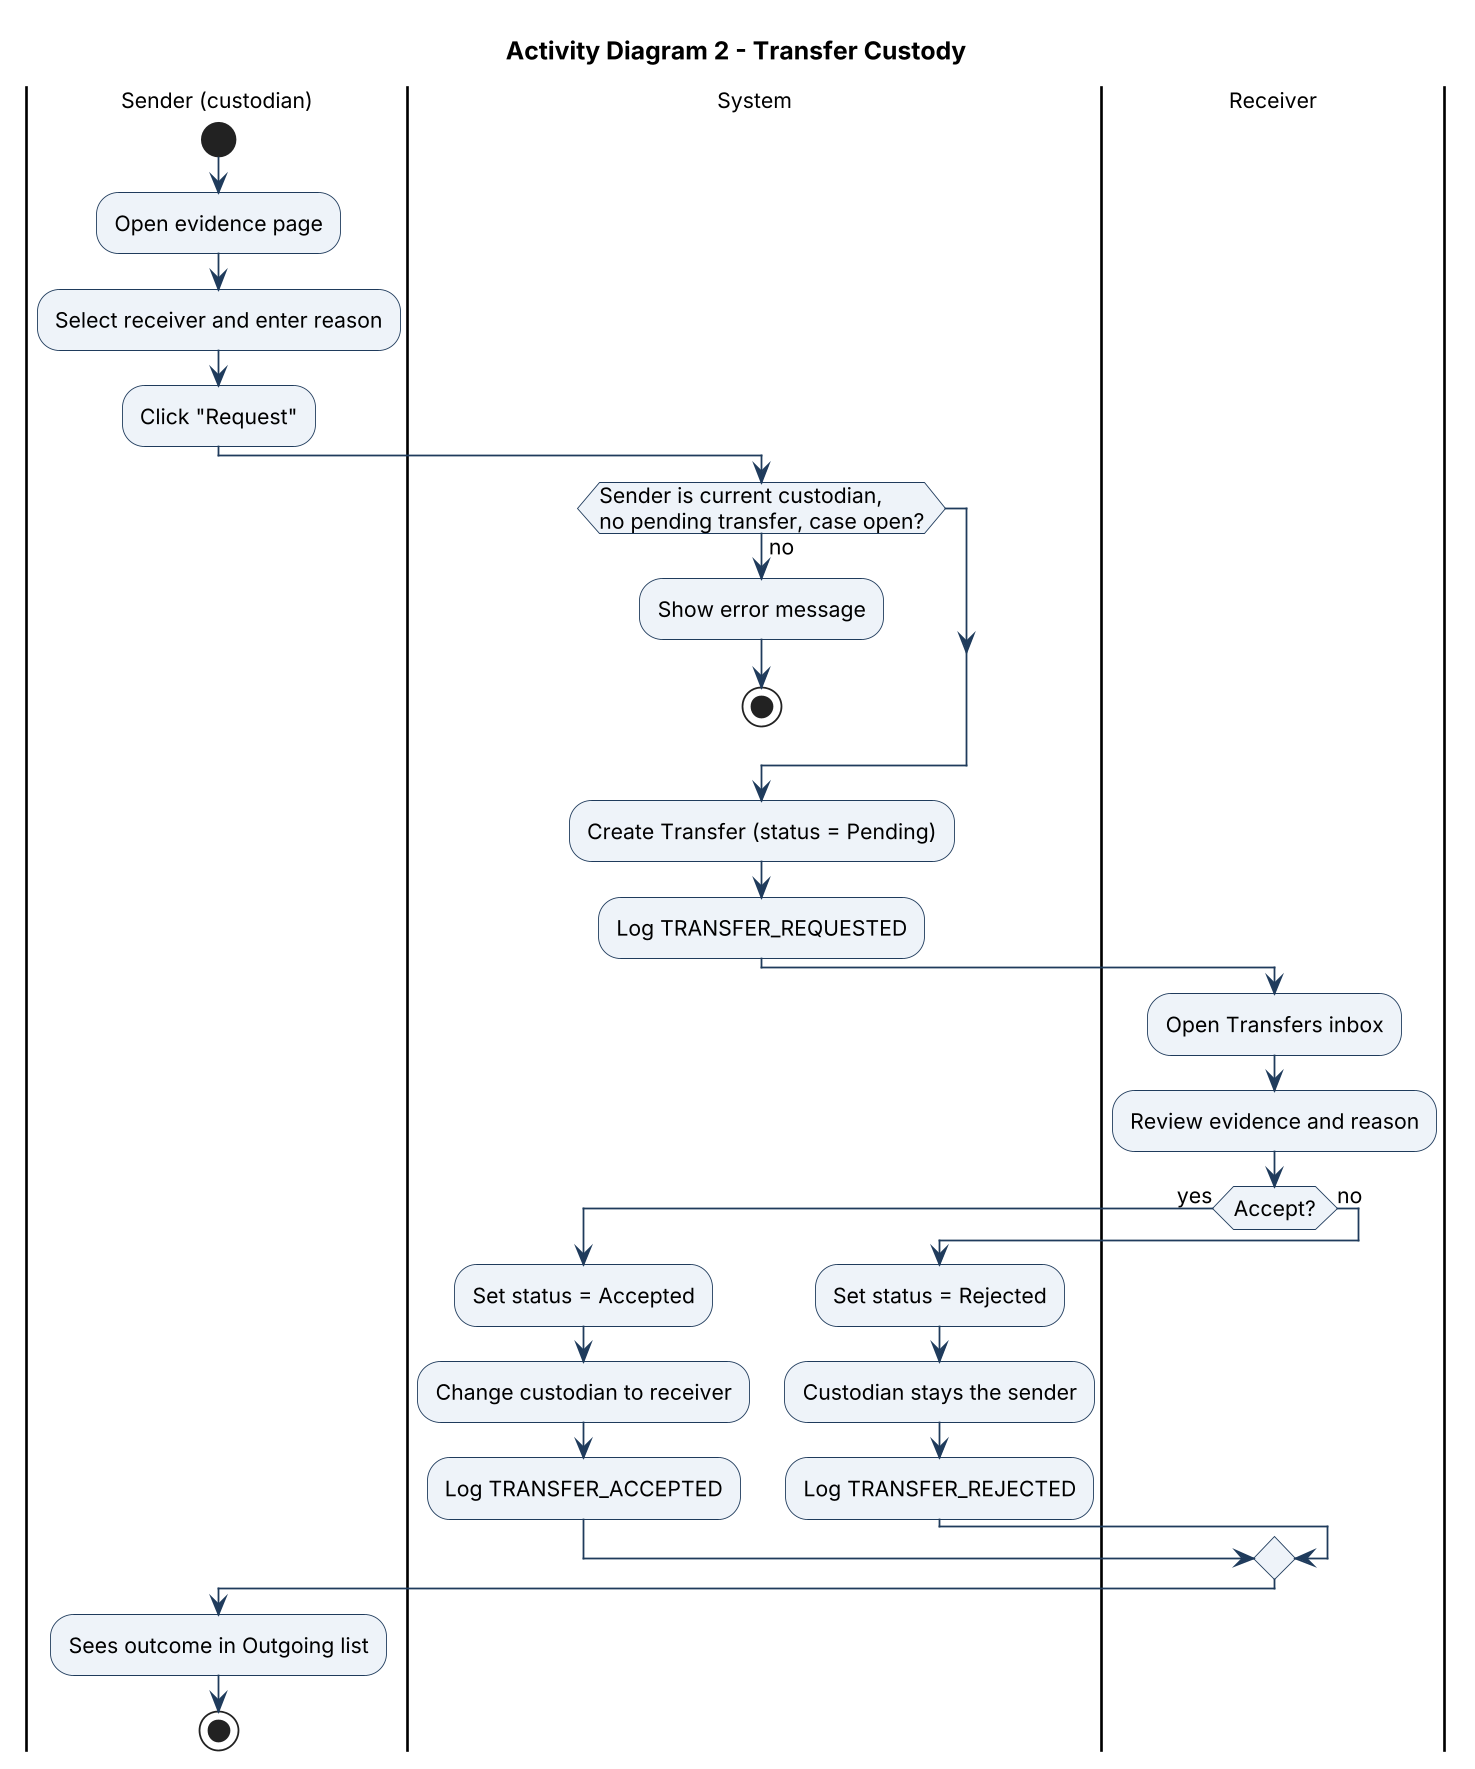 Activity Diagram 2 - Transfer Custody
Sender (custodian)
System
Receiver
Open evidence page
Select receiver and enter reason
Click "Request"
Sender is current custodian,
no pending transfer, case open?
no
Show error message
Create Transfer (status = Pending)
Log TRANSFER_REQUESTED
Open Transfers inbox
Review evidence and reason
yes
Accept?
no
Set status = Accepted
Set status = Rejected
Change custodian to receiver
Custodian stays the sender
Log TRANSFER_ACCEPTED
Log TRANSFER_REJECTED
Sees outcome in Outgoing list